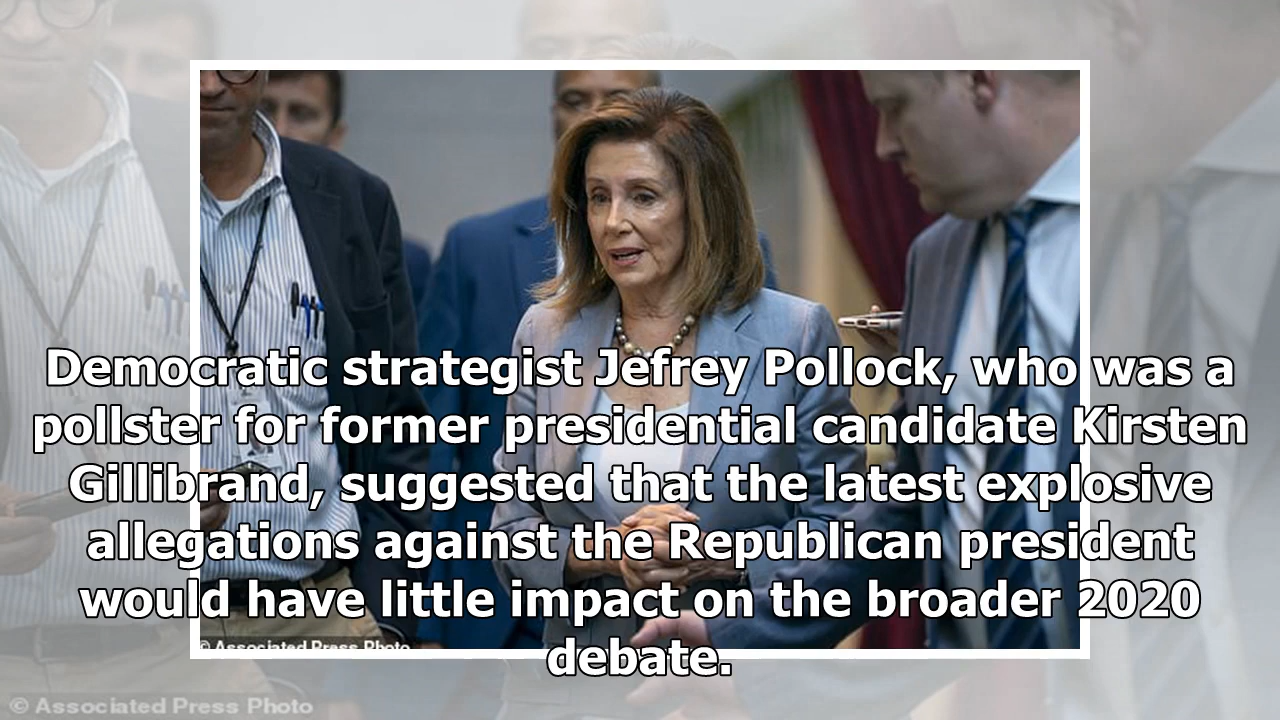 Democratic strategist Jefrey Pollock, who was a
pollster for former presidential candidate Kirsten
Gillibrand, suggested that the latest explosive
allegations against the Republican president
would have little impact on the broader 2020
debate.
© Associated Press Photo
© Associated Press Photo